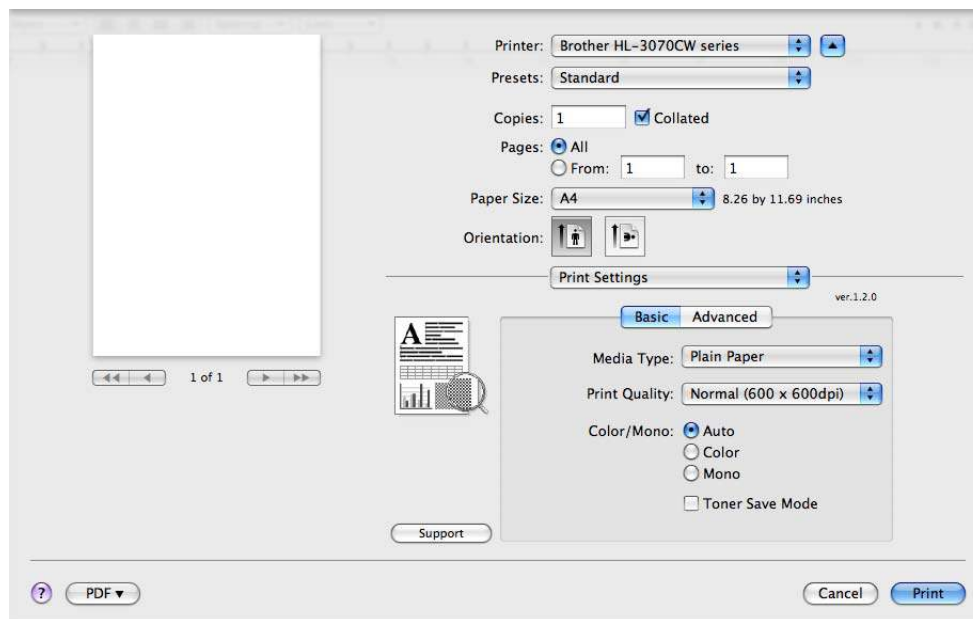 Printer: Brother HL-3070CW series
Presets: Standard
Copies: 1 Collated
Pages: All
From: 1 to: 1
Paper Size: A4 8.26 by 11.69 inches
Orientation:
Print Settings
ver.1.2.0
Basic Advanced
A
Media Type: Plain Paper
Print Quality: Normal (600 x 600dpi)
Color/Mono: Auto
Color
Mono
Toner Save Mode
1 of 1
Support
? PDF Cancel Print